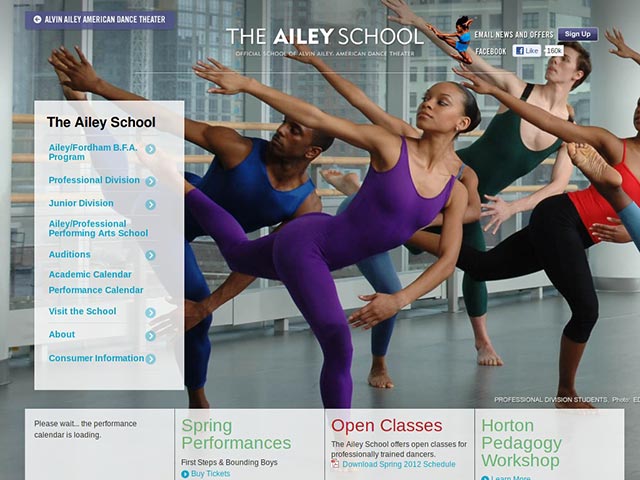 ALVIN AILEY AMERICAN DANCE THEATER
THE AILEY SCHOOL
OFFICIAL SCHOOL OF ALVIN AILEY AMERICAN DANCE THEATER
EMAIL NEWS AND OFFERS
Sign Up
FACEBOOK
Like
160k
The Ailey School
Ailey/Fordham B.F.A.
Program
Professional Division
Junior Division
Ailey/Professional
Performing Arts School
Auditions
Academic Calendar
Performance Calendar
Visit the School
About
Consumer Information
PROFESSIONAL DIVISION STUDENTS. Photo:
Please wait... the performance
calendar is loading.
Spring
Performances
First Steps & Bounding Boys
Buy Tickets
Open Classes
The Ailey School offers open classes for
professionally trained dancers.
Download Spring 2012 Schedule
Horton
Pedagogy
Workshop
Learn More